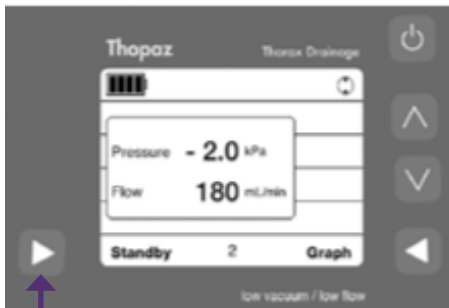 Thopaz Thorax Drainage
Pressure - 2.0 kPa
Flow 180 mL/min
Standby 2 Graph
low vacuum / low flow